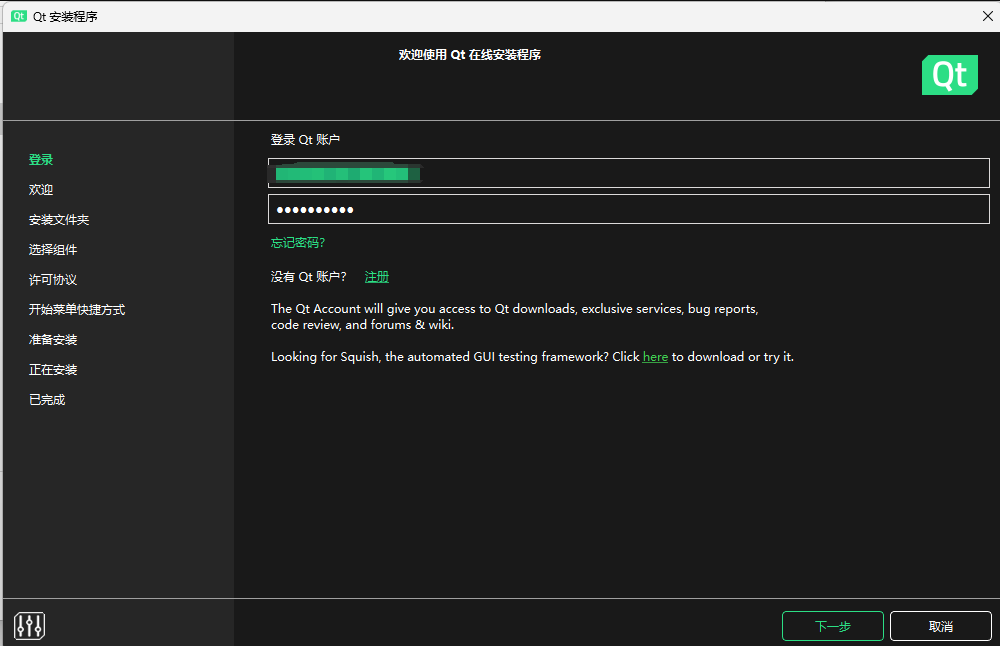 Qt Qt 安装程序
欢迎使用 Qt 在线安装程序
Qt
登录
欢迎
安装文件夹
选择组件
许可协议
开始菜单快捷方式
准备安装
正在安装
已完成
登录 Qt 账户
●●●●●●●●●●
忘记密码?
没有 Qt 账户? 注册
The Qt Account will give you access to Qt downloads, exclusive services, bug reports,
code review, and forums & wiki.
Looking for Squish, the automated GUI testing framework? Click here to download or try it.
下一步 取消